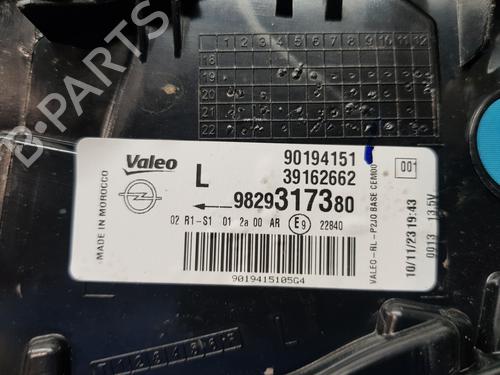 1 2 3 4 5 6 7 8 9 10 11 12
18
19
20
21
22
Valeo
L
90194151
39162662
9829317380
02 R1-S1 01 2a 00 AR E9 22840
9019415105G4
MADE IN MOROCCO
VALEO-RL-P2JO BASE CEM00
001
10/11/23 19:43
0013 13.5V
L
B-PARTS